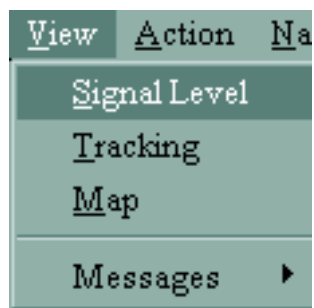 View Action Na
Signal Level
Tracking
Map
Messages